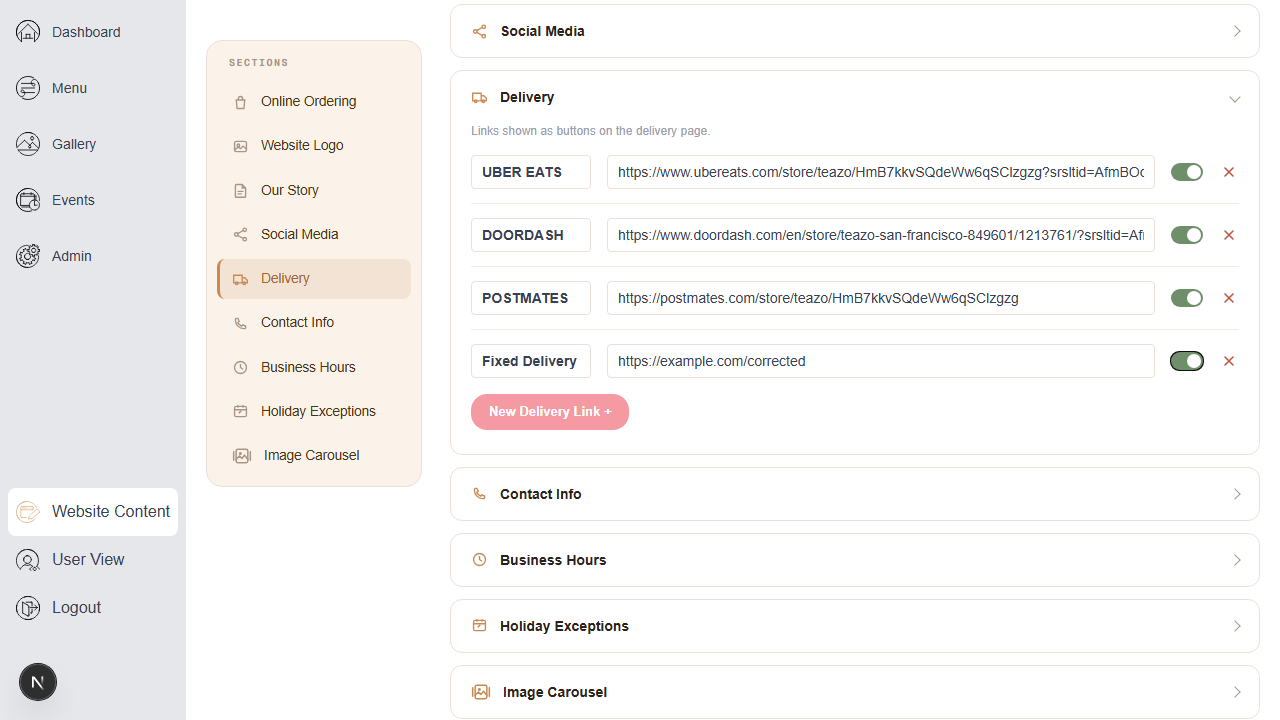 Dashboard
Menu
Gallery
Events
Admin
Website Content
User View
Logout
N
SECTIONS
Online Ordering
Website Logo
Our Story
Social Media
Delivery
Contact Info
Business Hours
Holiday Exceptions
Image Carousel
Social Media
Delivery
Links shown as buttons on the delivery page.
UBER EATS https://www.ubereats.com/store/teazo/HmB7kkvSQdeWw6qSClzgzg?srsltid=AfmBOo
DOORDASH https://www.doordash.com/en/store/teazo-san-francisco-849601/1213761/?srsltid=Af
POSTMATES https://postmates.com/store/teazo/HmB7kkvSQdeWw6qSClzgzg
Fixed Delivery https://example.com/corrected
New Delivery Link +
Contact Info
Business Hours
Holiday Exceptions
Image Carousel